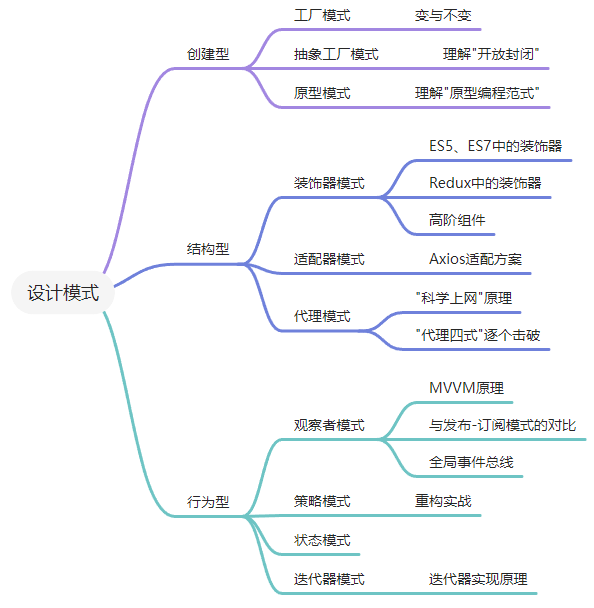 设计模式
创建型
工厂模式
变与不变
抽象工厂模式
理解"开放封闭"
原型模式
理解"原型编程范式"
结构型
装饰器模式
ES5、ES7中的装饰器
Redux中的装饰器
高阶组件
适配器模式
Axios适配方案
代理模式
"科学上网"原理
"代理四式"逐个击破
行为型
观察者模式
MVVM原理
与发布-订阅模式的对比
全局事件总线
策略模式
重构实战
状态模式
迭代器模式
迭代器实现原理